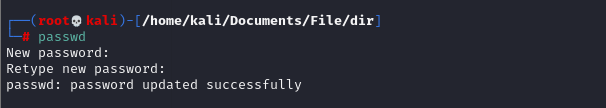 ┌──(root💀kali)-[/home/kali/Documents/File/dir]
└─# passwd
New password:
Retype new password:
passwd: password updated successfully